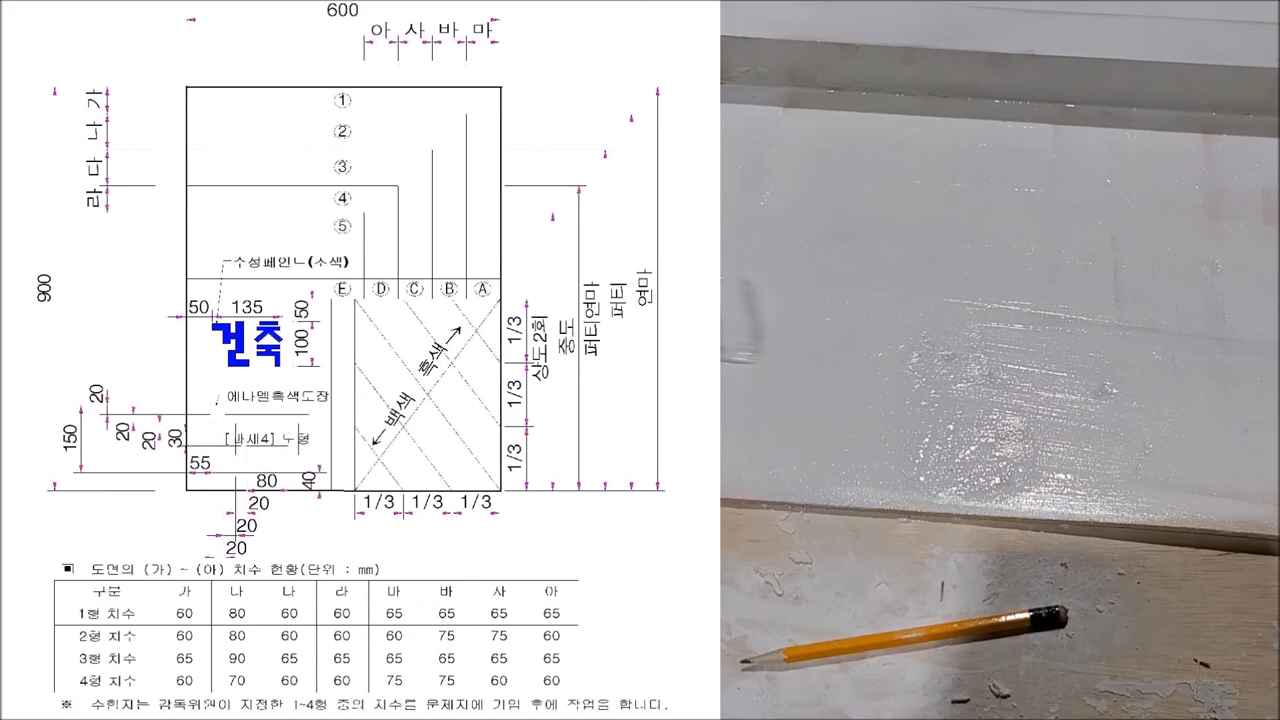 600
아 사 바 마
가
나
다
라
①
②
③
④
⑤
900
Ⓔ Ⓓ Ⓒ Ⓑ Ⓐ
50 135 50
건축
100
에나멜흑색도장
20
150
20
20
30
55
80
40
20
20
20
←백색 흑색→
1/3
1/3
1/3
1/3 1/3 1/3
상도2회
중도
퍼티연마
퍼티
연마
■ 도면의 (가) ~ (아) 치수 현황(단위 : mm)
구분 가 나 라 바 사 아
1형 치수 60 80 60 60 65 65 65 65
2형 치수 60 80 60 60 60 75 75 60
3형 치수 65 90 65 65 65 65 65 65
4형 치수 60 70 60 60 75 75 60 60
※ 수험자는 감독위원이 지정한 1~4형 중의 치수를 문제지에 기입 후에 작업을 합니다.